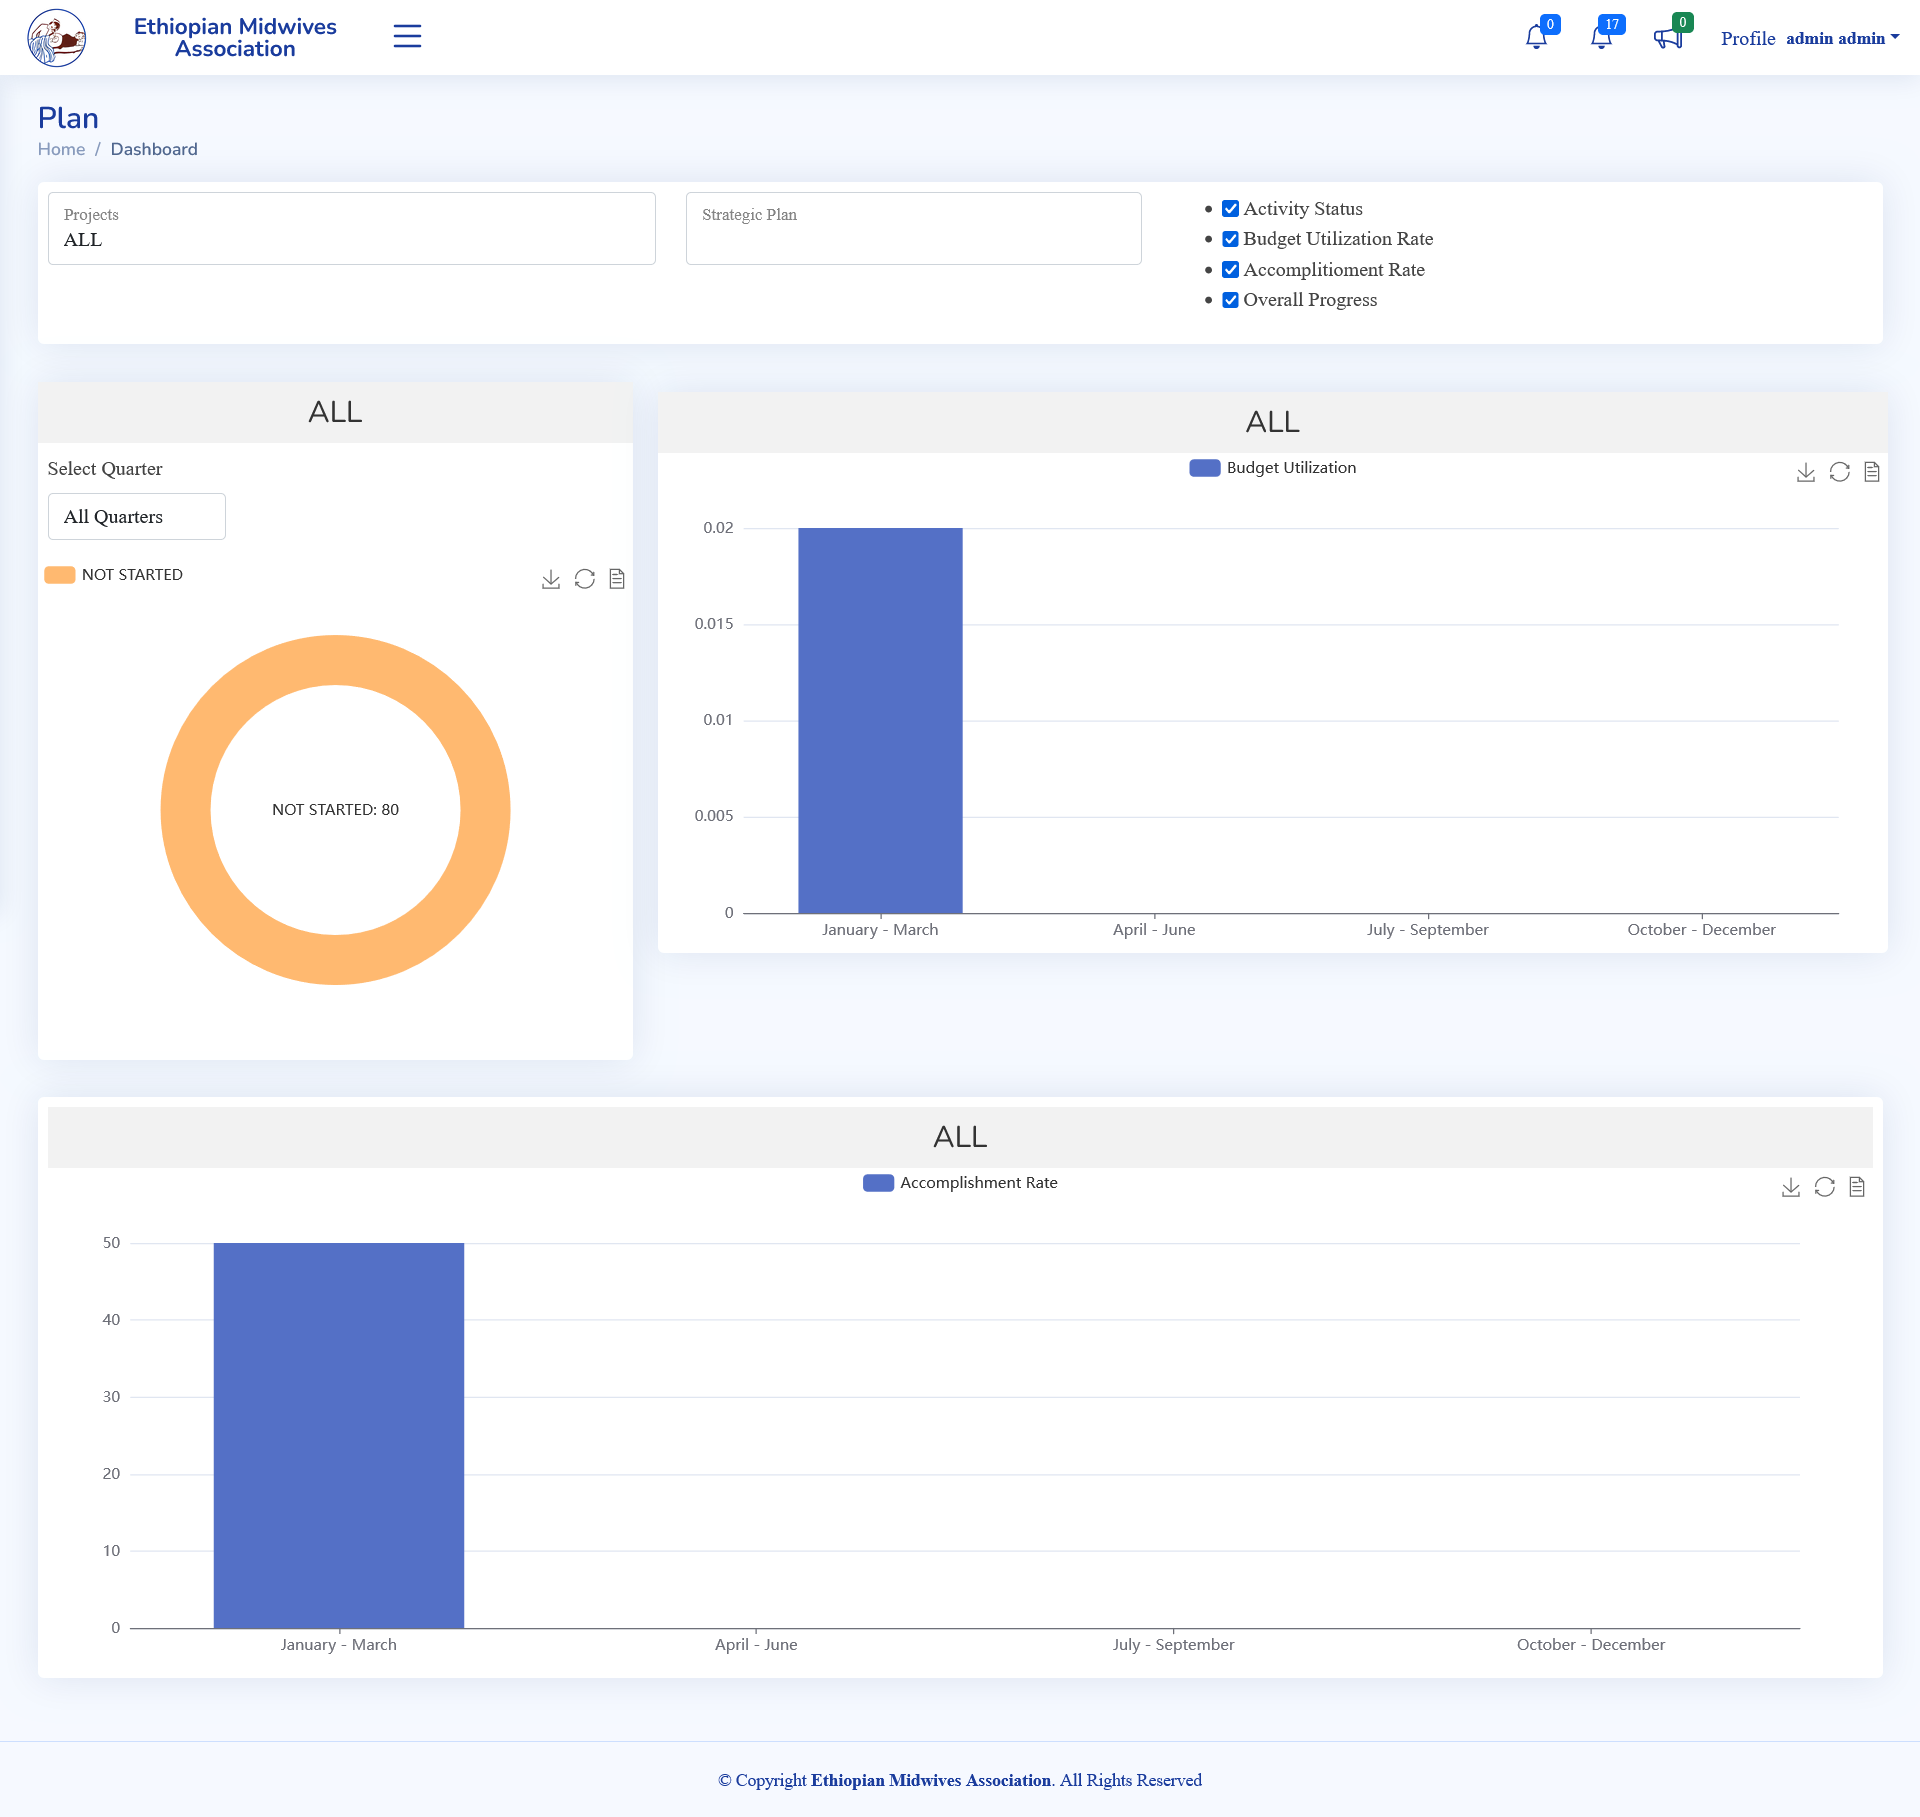 Ethiopian Midwives
Association
0
17
0
Profile admin admin
Plan
Home / Dashboard
Projects
ALL
Strategic Plan
Activity Status
Budget Utilization Rate
Accomplitioment Rate
Overall Progress
ALL
Select Quarter
All Quarters
NOT STARTED
NOT STARTED: 80
ALL
Budget Utilization
0.02
0.015
0.01
0.005
0
January - March
April - June
July - September
October - December
ALL
Accomplishment Rate
50
40
30
20
10
0
January - March
April - June
July - September
October - December
© Copyright Ethiopian Midwives Association. All Rights Reserved